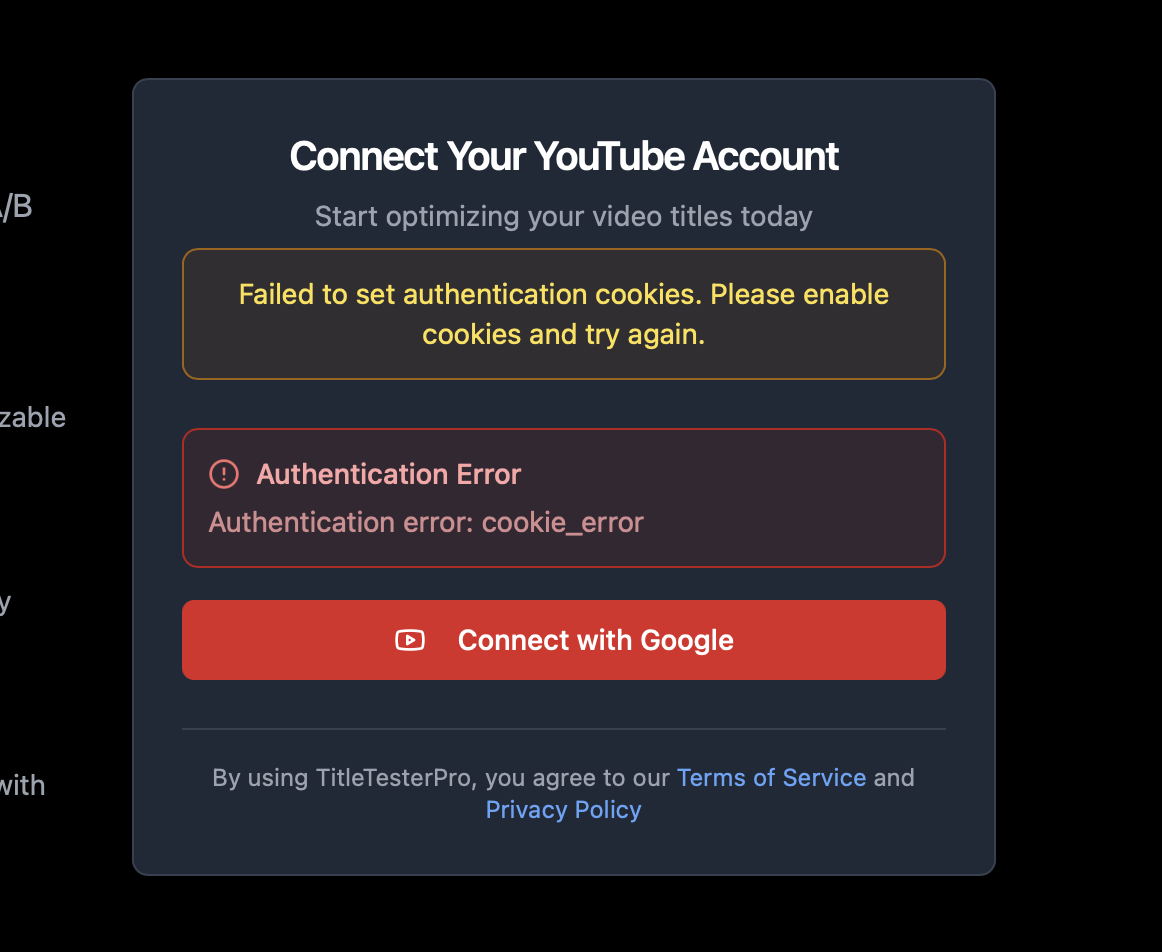 Connect Your YouTube Account
/B
Start optimizing your video titles today
Failed to set authentication cookies. Please enable
cookies and try again.
zable
Authentication Error
Authentication error: cookie_error
y
Connect with Google
By using TitleTesterPro, you agree to our Terms of Service and
with
Privacy Policy